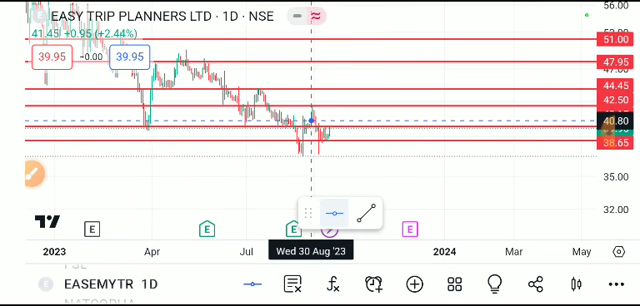 EASY TRIP PLANNERS LTD · 1D · NSE
56.00
41.45 +0.95 (+2.44%)
51.00
39.95 −0.00 39.95
47.95
44.45
42.50
40.80
38.65
35.00
32.00
E E E E
2023 Apr Jul Wed 30 Aug '23 2024 Mar May
EASEMYTR 1D